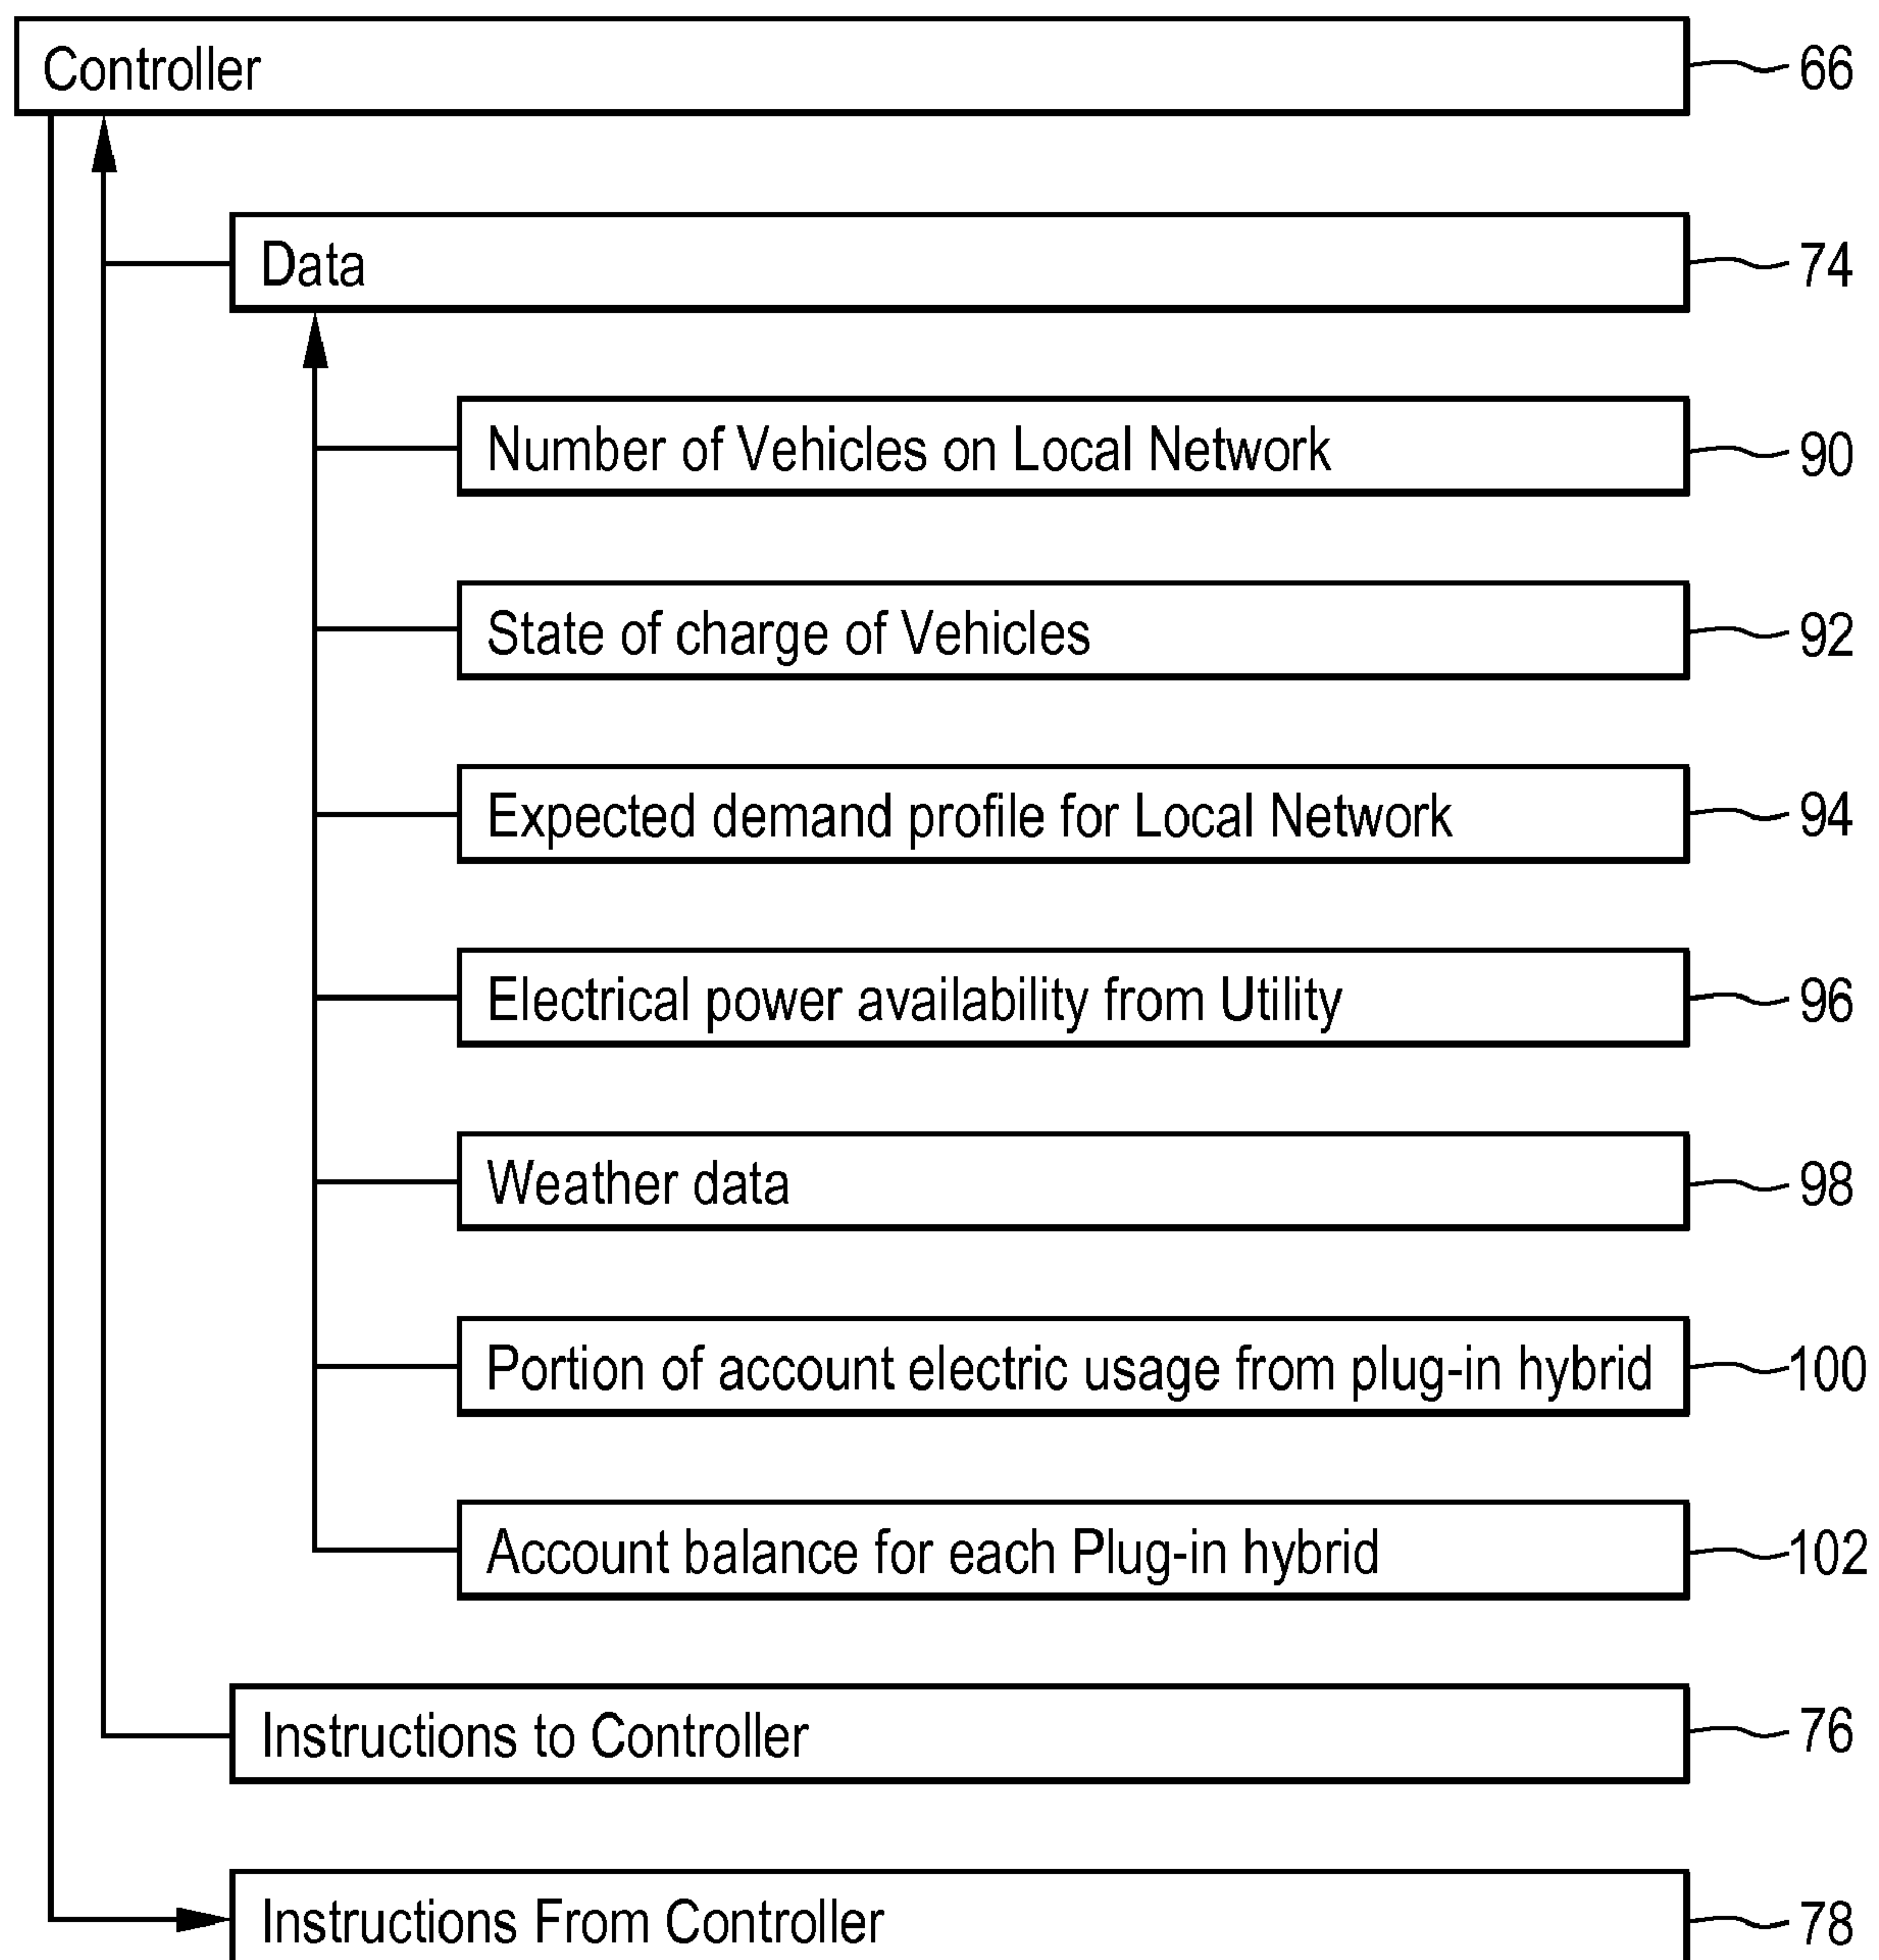 Controller 66
Data 74
Number of Vehicles on Local Network 90
State of charge of Vehicles 92
Expected demand profile for Local Network 94
Electrical power availability from Utility 96
Weather data 98
Portion of account electric usage from plug-in hybrid 100
Account balance for each Plug-in hybrid 102
Instructions to Controller 76
Instructions From Controller 78